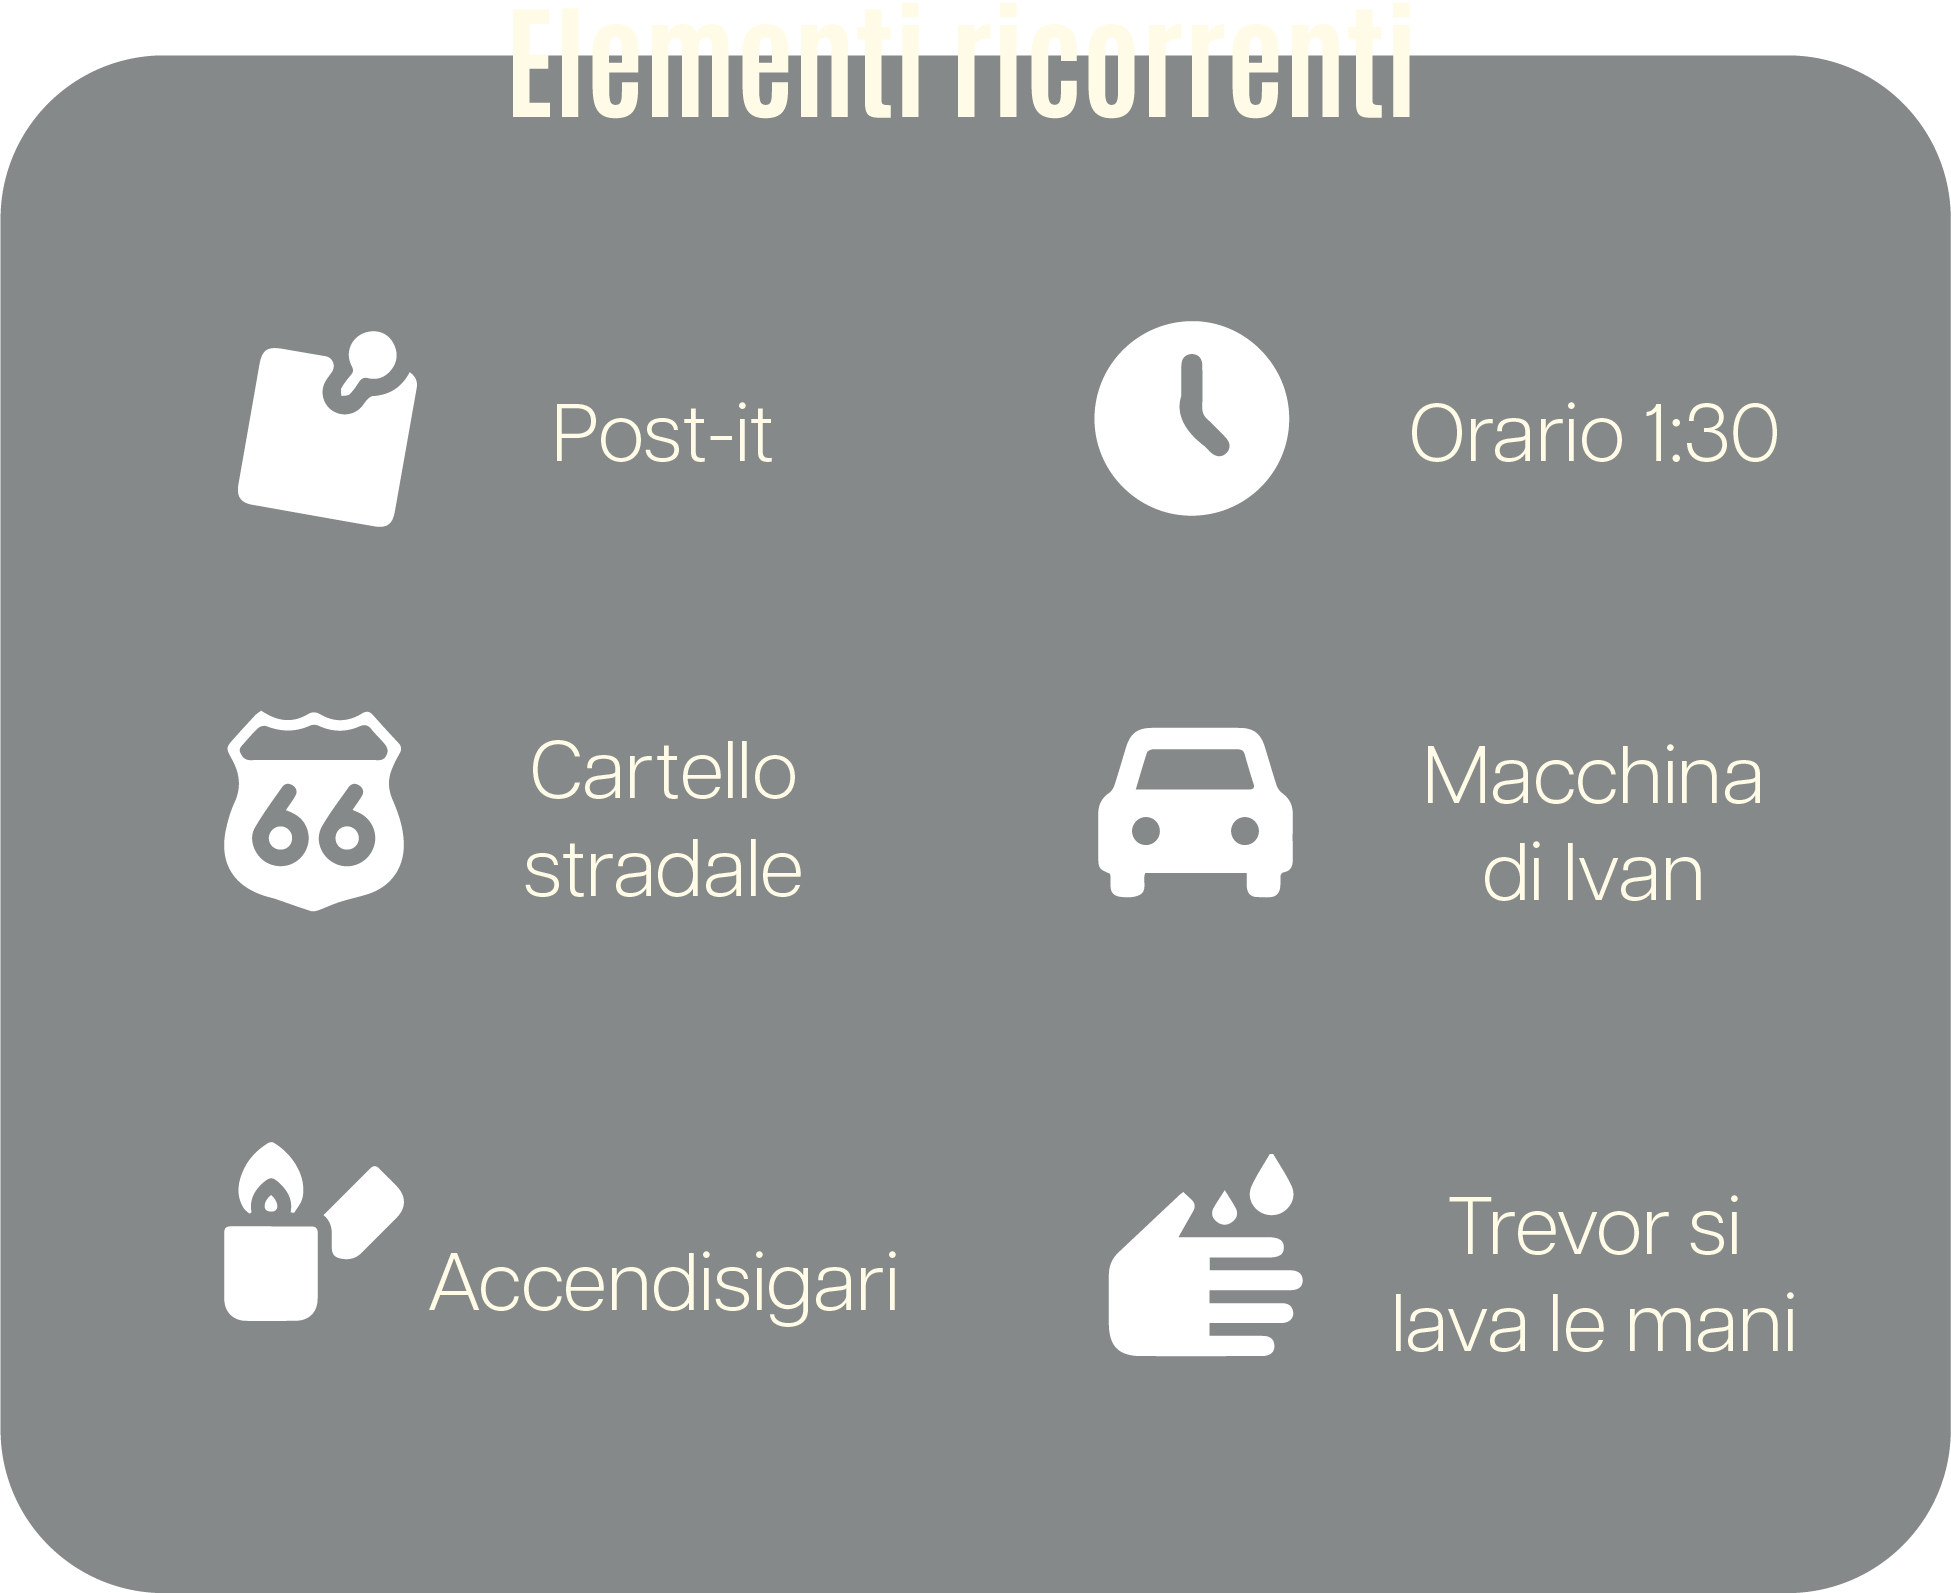 Elementi ricorrenti
Post-it
Orario 1:30
66
Cartello
stradale
Macchina
di Ivan
Accendisigari
Trevor si
lava le mani